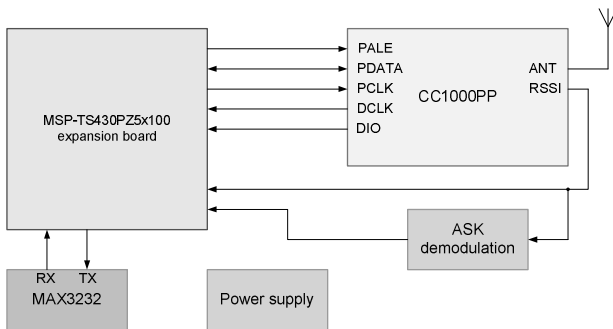 MSP-TS430PZ5x100
expansion board
PALE
PDATA
PCLK
DCLK
DIO
CC1000PP
ANT
RSSI
ASK
demodulation
RX TX
MAX3232
Power supply